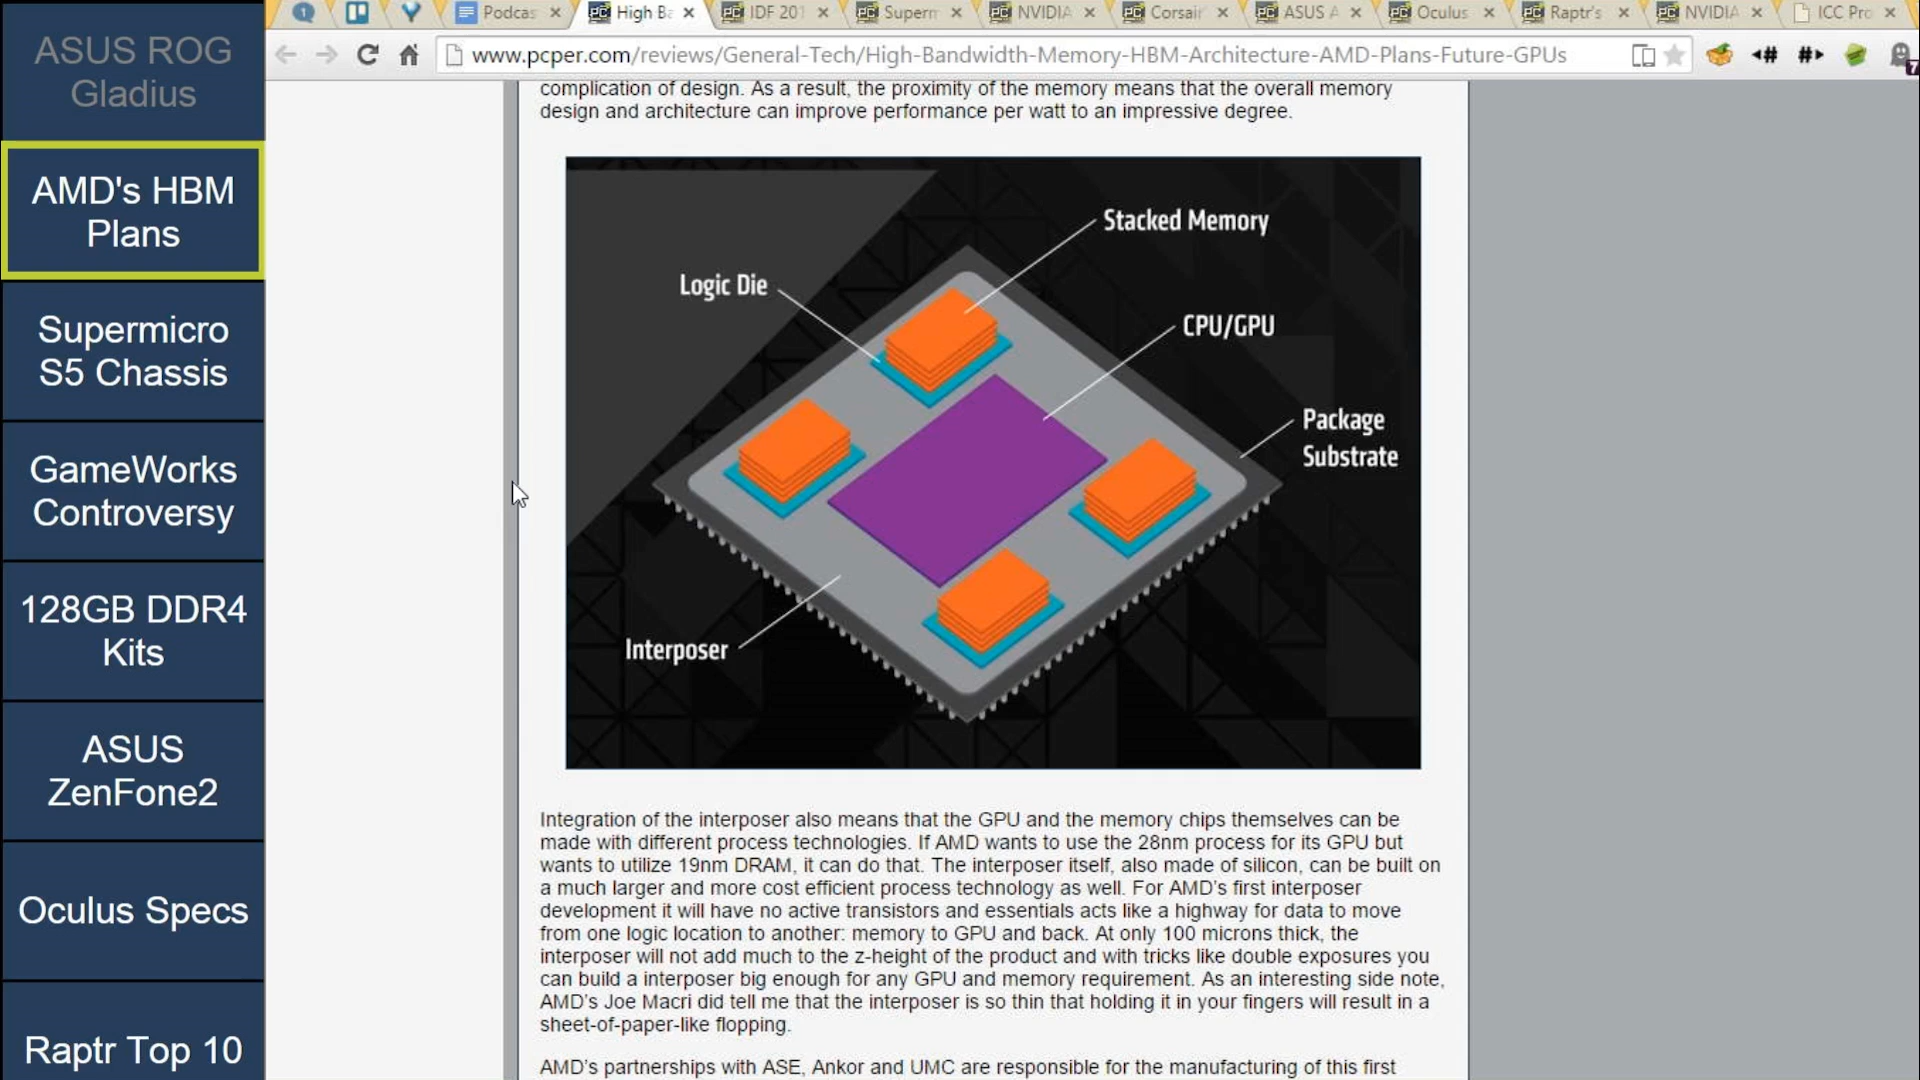 ASUS ROG
Gladius
AMD's HBM
Plans
Supermicro
S5 Chassis
GameWorks
Controversy
128GB DDR4
Kits
ASUS
ZenFone2
Oculus Specs
Raptr Top 10
Podcas
High Ba
IDF 201
Superm
NVIDIA
Corsair
ASUS A
Oculus
Raptr's
NVIDIA
ICC Pro
www.pcper.com/reviews/General-Tech/High-Bandwidth-Memory-HBM-Architecture-AMD-Plans-Future-GPUs
complication of design. As a result, the proximity of the memory means that the overall memory
design and architecture can improve performance per watt to an impressive degree.
Stacked Memory
Logic Die
CPU/GPU
Package
Substrate
Interposer
Integration of the interposer also means that the GPU and the memory chips themselves can be
made with different process technologies. If AMD wants to use the 28nm process for its GPU but
wants to utilize 19nm DRAM, it can do that. The interposer itself, also made of silicon, can be built on
a much larger and more cost efficient process technology as well. For AMD's first interposer
development it will have no active transistors and essentials acts like a highway for data to move
from one logic location to another: memory to GPU and back. At only 100 microns thick, the
interposer will not add much to the z-height of the product and with tricks like double exposures you
can build a interposer big enough for any GPU and memory requirement. As an interesting side note,
AMD's Joe Macri did tell me that the interposer is so thin that holding it in your fingers will result in a
sheet-of-paper-like flopping.
AMD's partnerships with ASE, Ankor and UMC are responsible for the manufacturing of this first